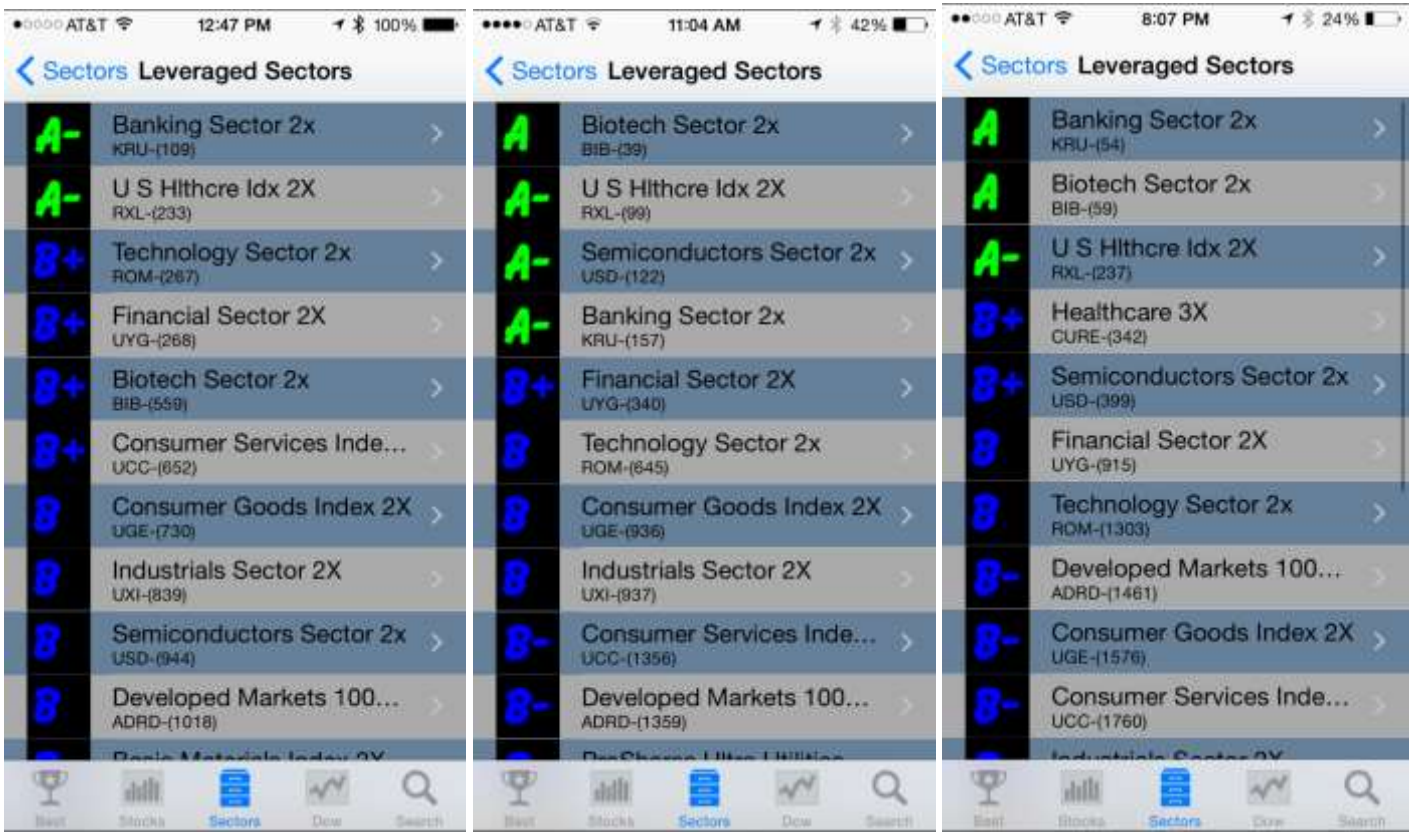 AT&T 12:47 PM 100%
Sectors Leveraged Sectors
A- Banking Sector 2x
KRU-(109)
A- U S Hlthcre Idx 2X
RXL-(233)
B+ Technology Sector 2x
ROM-(267)
B+ Financial Sector 2X
UYG-(268)
B+ Biotech Sector 2x
BIB-(559)
B+ Consumer Services Inde...
UCC-(652)
B Consumer Goods Index 2X
UGE-(730)
B Industrials Sector 2X
UXI-(839)
B Semiconductors Sector 2x
USD-(944)
B Developed Markets 100...
ADRD-(1018)
Basic Materials Index 2X
Best Stocks Sectors Dow Search
AT&T 11:04 AM 42%
Sectors Leveraged Sectors
A Biotech Sector 2x
BIB-(39)
A- U S Hlthcre Idx 2X
RXL-(99)
A- Semiconductors Sector 2x
USD-(122)
A- Banking Sector 2x
KRU-(157)
B+ Financial Sector 2X
UYG-(340)
B Technology Sector 2x
ROM-(645)
B Consumer Goods Index 2X
UGE-(936)
B Industrials Sector 2X
UXI-(937)
B- Consumer Services Inde...
UCC-(1356)
B- Developed Markets 100...
ADRD-(1359)
ProShares Ultra Utilities
Best Stocks Sectors Dow Search
AT&T 8:07 PM 24%
Sectors Leveraged Sectors
A Banking Sector 2x
KRU-(54)
A Biotech Sector 2x
BIB-(59)
A- U S Hlthcre Idx 2X
RXL-(237)
B+ Healthcare 3X
CURE-(342)
B+ Semiconductors Sector 2x
USD-(399)
B Financial Sector 2X
UYG-(915)
B Technology Sector 2x
ROM-(1303)
B- Developed Markets 100...
ADRD-(1461)
B- Consumer Goods Index 2X
UGE-(1576)
B- Consumer Services Inde...
UCC-(1760)
Industrials Sector 2X
Best Stocks Sectors Dow Search